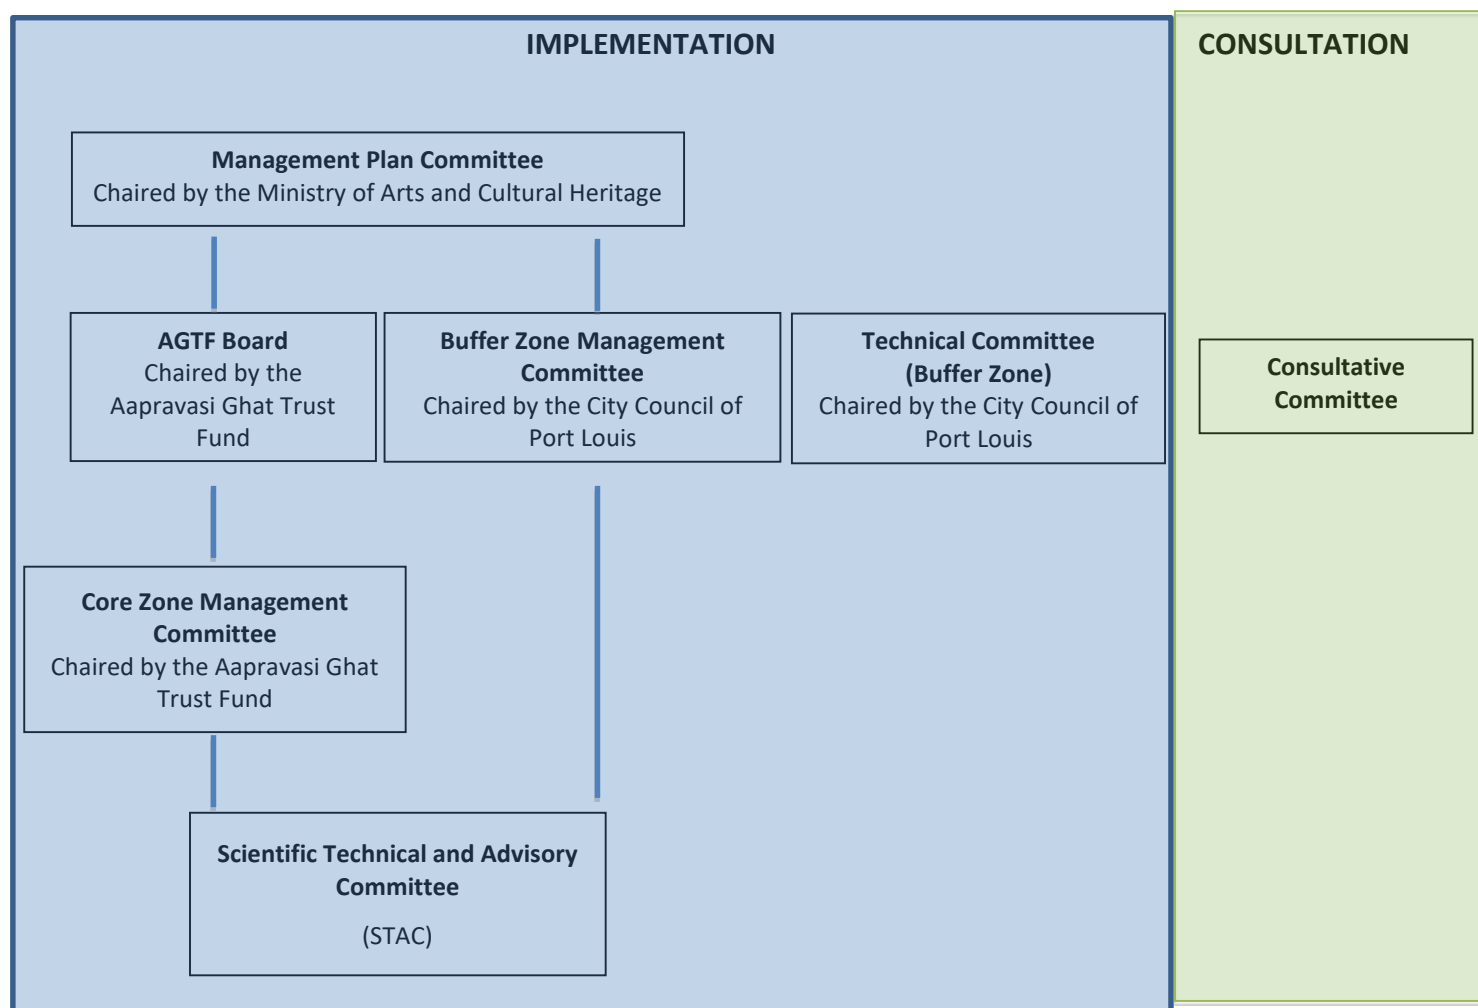 IMPLEMENTATION
CONSULTATION
Management Plan Committee
Chaired by the Ministry of Arts and Cultural Heritage
AGTF Board
Chaired by the
Aapravasi Ghat Trust
Fund
Buffer Zone Management
Committee
Chaired by the City Council of
Port Louis
Technical Committee
(Buffer Zone)
Chaired by the City Council of
Port Louis
Consultative
Committee
Core Zone Management
Committee
Chaired by the Aapravasi Ghat
Trust Fund
Scientific Technical and Advisory
Committee
(STAC)